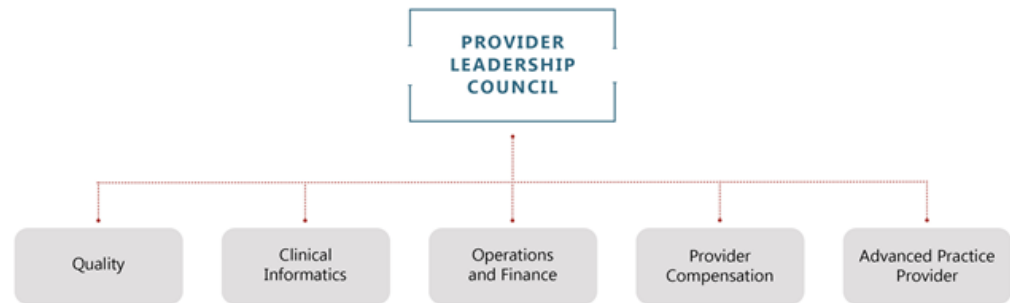 PROVIDER
LEADERSHIP
COUNCIL
Quality
Clinical
Informatics
Operations
and Finance
Provider
Compensation
Advanced Practice
Provider